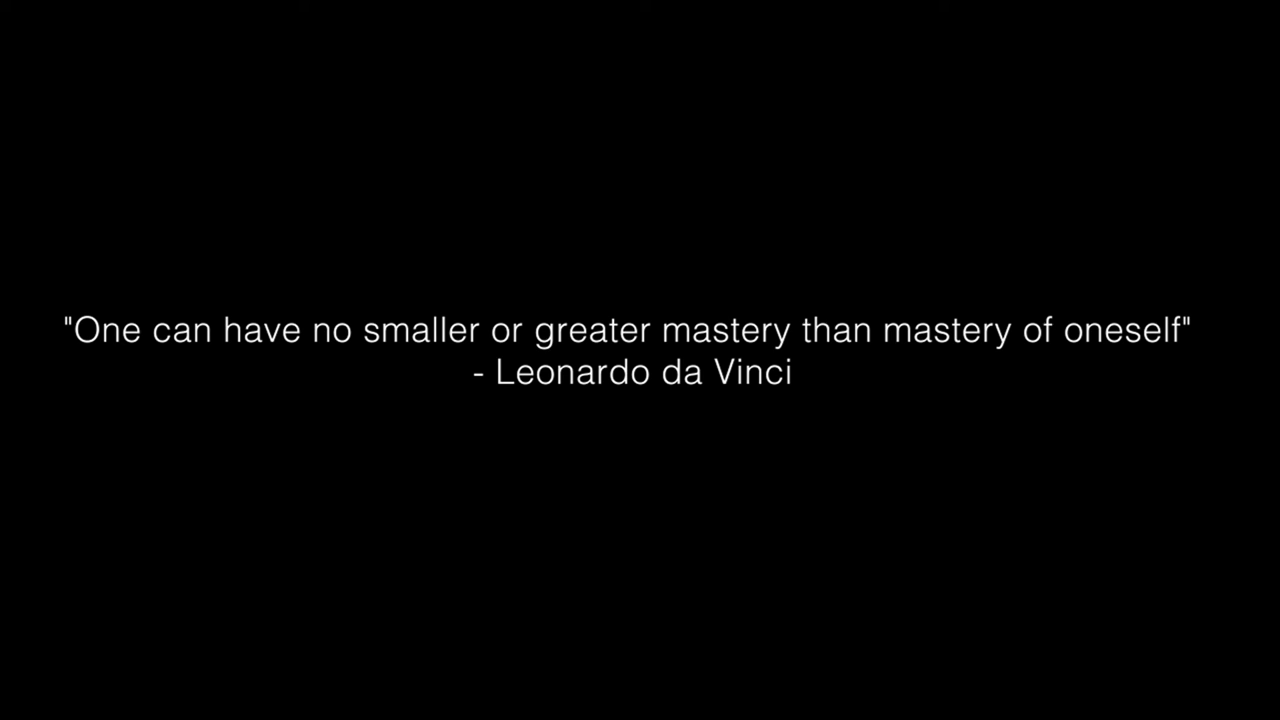 "One can have no smaller or greater mastery than mastery of oneself"
- Leonardo da Vinci